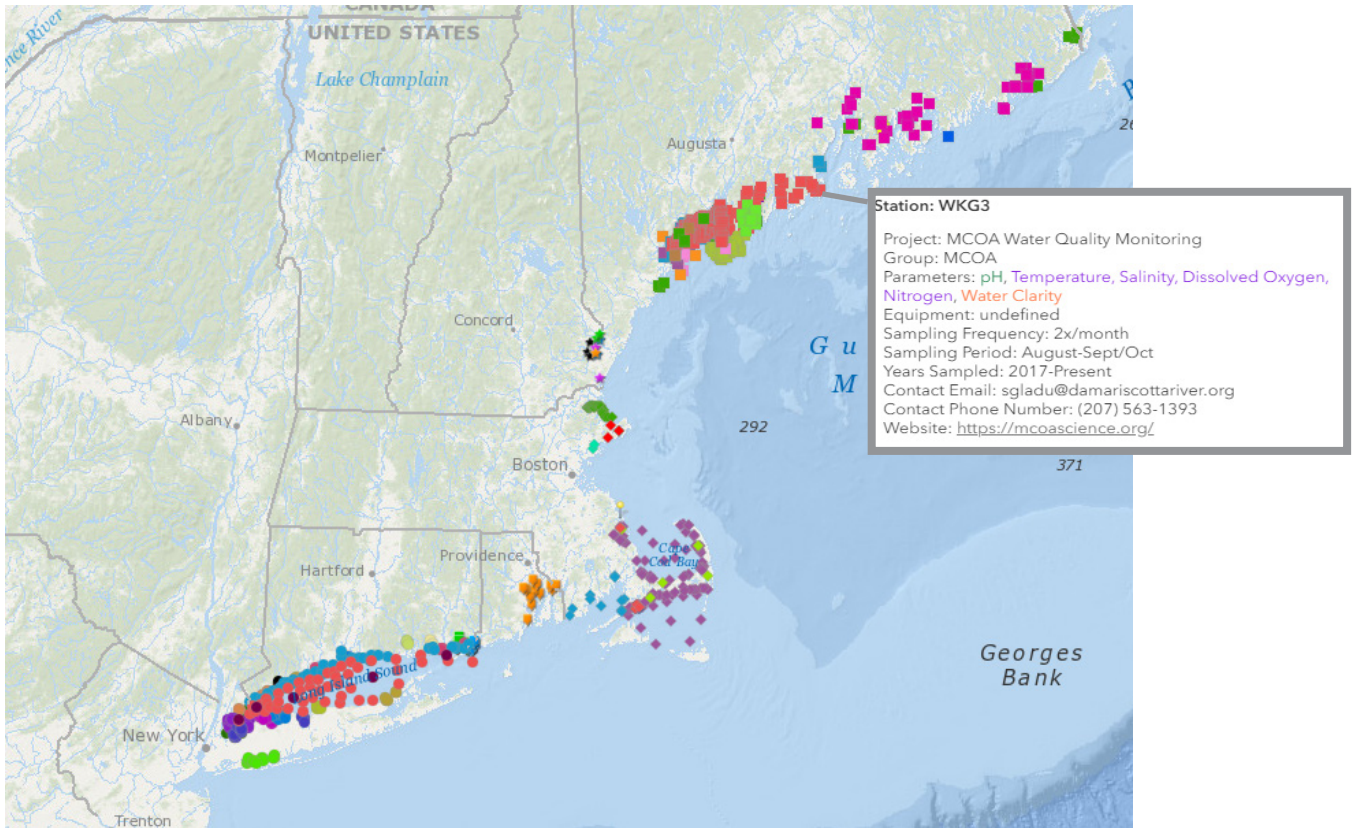 CANADA
UNITED STATES
ence River
Lake Champlain
Montpelier
Augusta
Concord
Albany
Boston
Providence
Hartford
New York
Trenton
Cape
Cod Bay
Long Island Sound
G u
M
292
371
Georges
Bank
Station: WKG3
Project: MCOA Water Quality Monitoring
Group: MCOA
Parameters: pH, Temperature, Salinity, Dissolved Oxygen,
Nitrogen, Water Clarity
Equipment: undefined
Sampling Frequency: 2x/month
Sampling Period: August-Sept/Oct
Years Sampled: 2017-Present
Contact Email: sgladu@damariscottariver.org
Contact Phone Number: (207) 563-1393
Website: https://mcoascience.org/